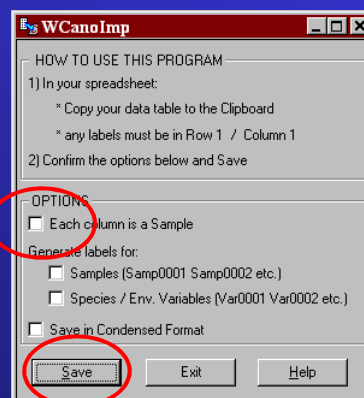 WCanoImp
HOW TO USE THIS PROGRAM
1) In your spreadsheet:
* Copy your data table to the Clipboard
* any labels must be in Row 1 / Column 1
2) Confirm the options below and Save
OPTIONS
Each column is a Sample
Generate labels for:
Samples (Samp0001 Samp0002 etc.)
Species / Env. Variables (Var0001 Var0002 etc.)
Save in Condensed Format
Save Exit Help